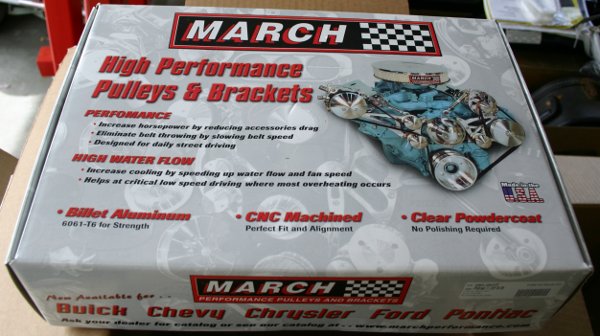 MARCH
High Performance
Pulleys & Brackets
PERFOMANCE
• Increase horsepower by reducing accessories drag
• Eliminate belt throwing by slowing belt speed
• Designed for daily street driving
HIGH WATER FLOW
• Increase cooling by speeding up water flow and fan speed
• Helps at critical low speed driving where most overheating occurs
MARCH
Made in the
USA
• Billet Aluminum
6061-T6 for Strength
• CNC Machined
Perfect Fit and Alignment
• Clear Powdercoat
No Polishing Required
MARCH
PERFORMANCE PULLEYS AND BRACKETS
Now Available for...
Buick Chevy Chrysler Ford Pontiac
Ask your dealer for catalog or see our catalog at . . www.marchperformance.